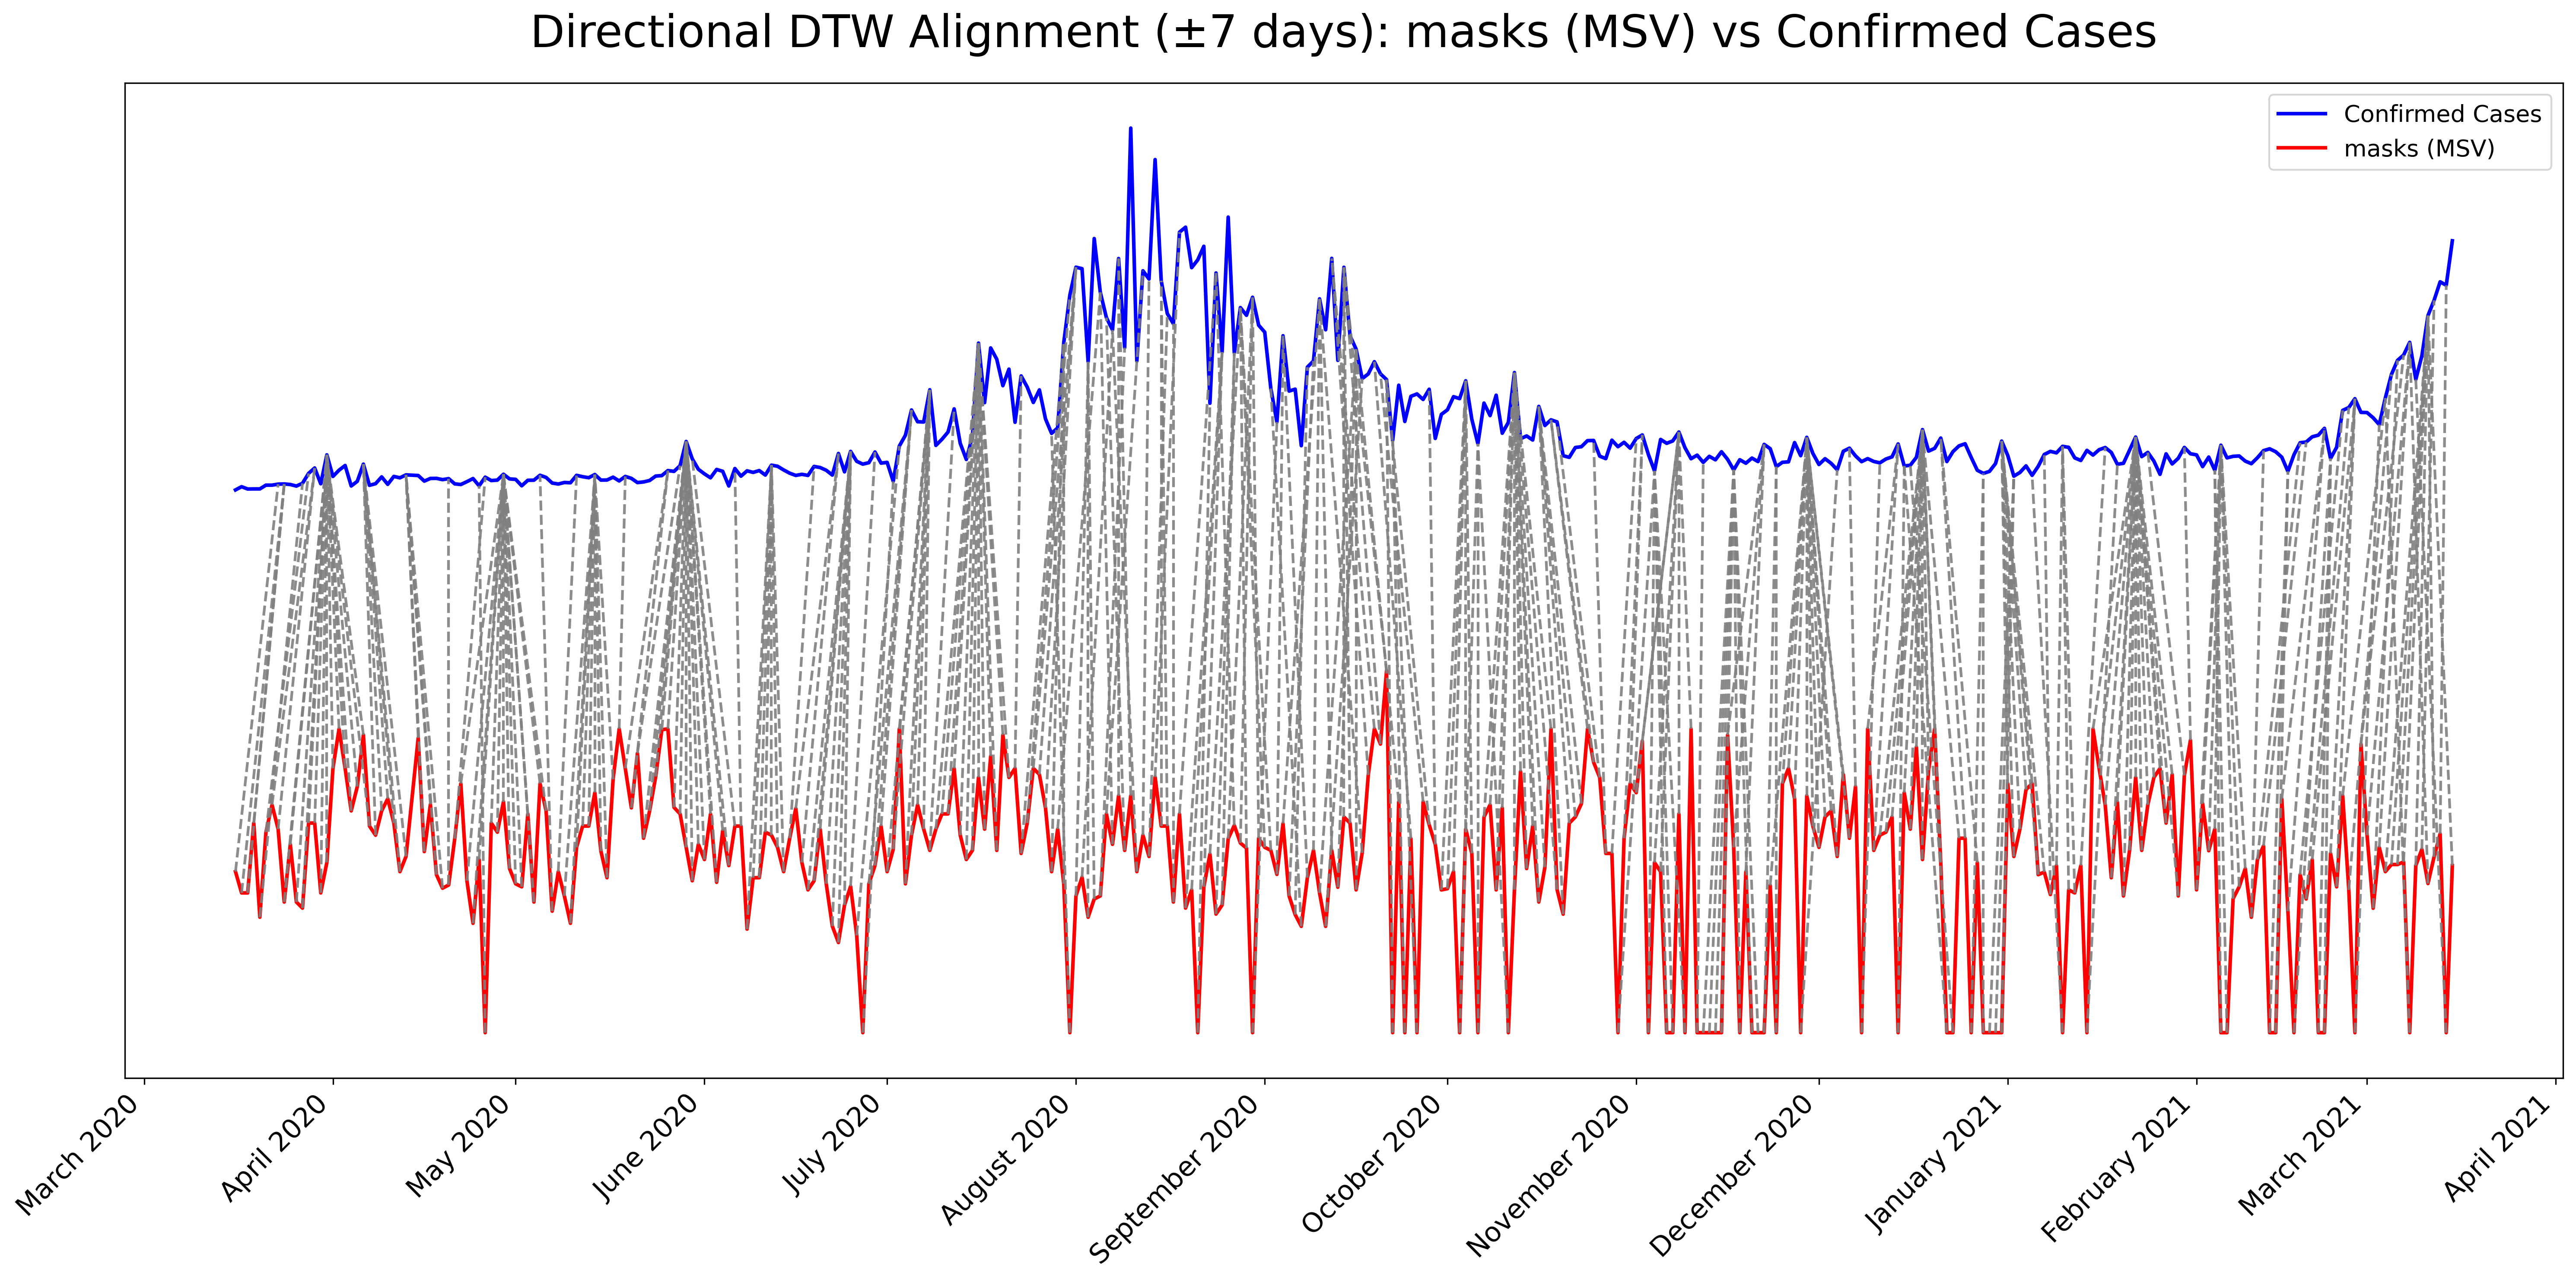 Directional DTW Alignment (±7 days): masks (MSV) vs Confirmed Cases
Confirmed Cases
masks (MSV)
March 2020
April 2020
May 2020
June 2020
July 2020
August 2020
September 2020
October 2020
November 2020
December 2020
January 2021
February 2021
March 2021
April 2021